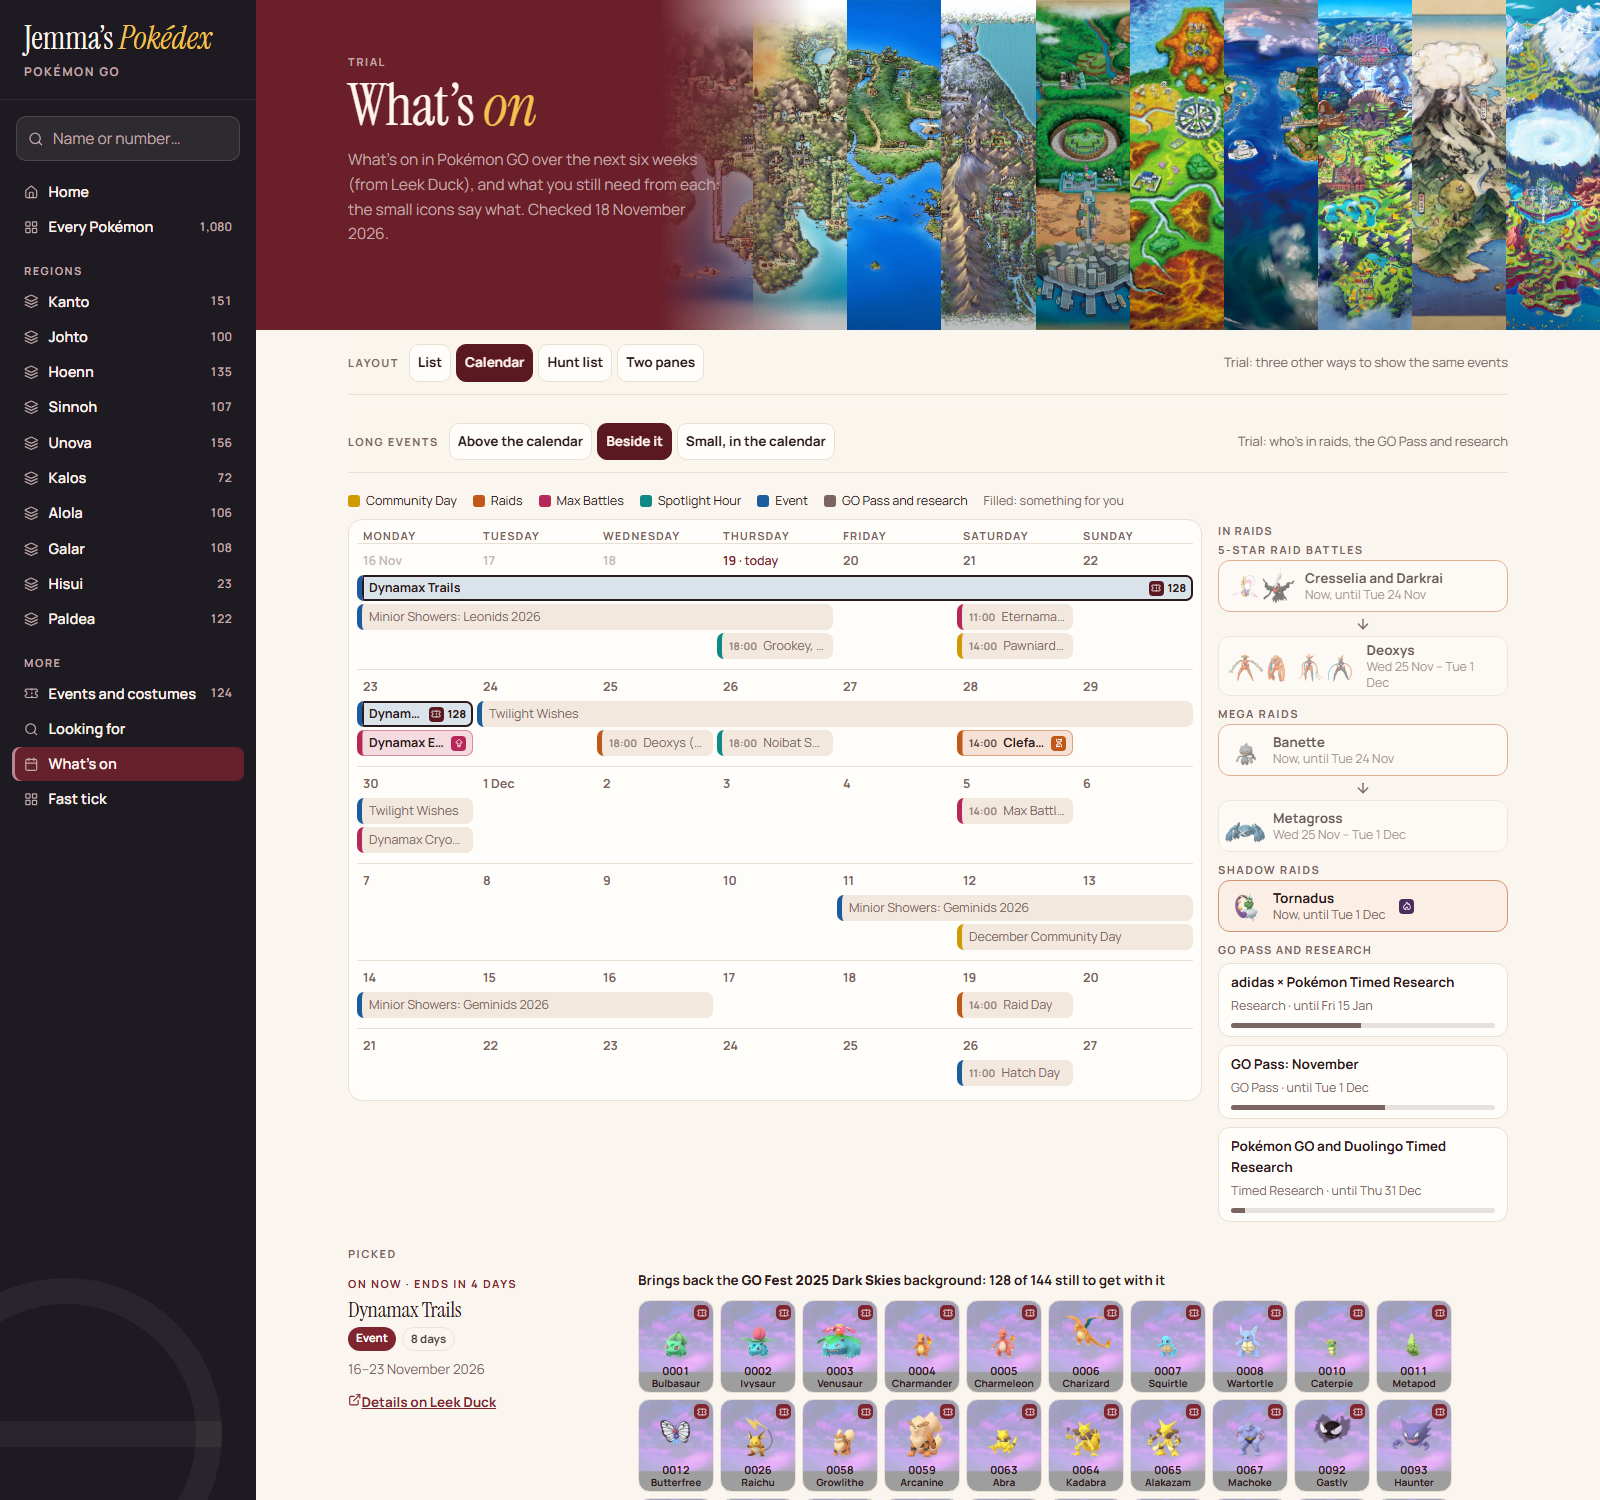 Jemma's Pokédex
POKÉMON GO
Name or number...
Home
Every Pokémon 1,080
REGIONS
Kanto 151
Johto 100
Hoenn 135
Sinnoh 107
Unova 156
Kalos 72
Alola 106
Galar 108
Hisui 23
Paldea 122
MORE
Events and costumes 124
Looking for
What's on
Fast tick
TRIAL
What's on
What's on in Pokémon GO over the next six weeks
(from Leek Duck), and what you still need from each:
the small icons say what. Checked 18 November
2026.
LAYOUT List Calendar Hunt list Two panes Trial: three other ways to show the same events
LONG EVENTS Above the calendar Beside it Small, in the calendar Trial: who's in raids, the GO Pass and research
Community Day Raids Max Battles Spotlight Hour Event GO Pass and research Filled: something for you
MONDAY TUESDAY WEDNESDAY THURSDAY FRIDAY SATURDAY SUNDAY
16 Nov 17 18 19 · today 20 21 22
Dynamax Trails 128
Minior Showers: Leonids 2026 11:00 Eternama...
18:00 Grookey, ... 14:00 Pawniard...
23 24 25 26 27 28 29
Dynam... 128 Twilight Wishes
Dynamax E... 18:00 Deoxys (... 18:00 Noibat S... 14:00 Clefa...
30 1 Dec 2 3 4 5 6
Twilight Wishes 14:00 Max Battl...
Dynamax Cryo...
7 8 9 10 11 12 13
Minior Showers: Geminids 2026
December Community Day
14 15 16 17 18 19 20
Minior Showers: Geminids 2026 14:00 Raid Day
21 22 23 24 25 26 27
11:00 Hatch Day
IN RAIDS
5-STAR RAID BATTLES
Cresselia and Darkrai
Now, until Tue 24 Nov
Deoxys
Wed 25 Nov – Tue 1
Dec
MEGA RAIDS
Banette
Now, until Tue 24 Nov
Metagross
Wed 25 Nov – Tue 1 Dec
SHADOW RAIDS
Tornadus
Now, until Tue 1 Dec
GO PASS AND RESEARCH
adidas × Pokémon Timed Research
Research · until Fri 15 Jan
GO Pass: November
GO Pass · until Tue 1 Dec
Pokémon GO and Duolingo Timed
Research
Timed Research · until Thu 31 Dec
PICKED
ON NOW · ENDS IN 4 DAYS
Dynamax Trails
Event 8 days
16–23 November 2026
Details on Leek Duck
Brings back the GO Fest 2025 Dark Skies background: 128 of 144 still to get with it
0001 0002 0003 0004 0005 0006 0007 0008 0010 0011
Bulbasaur Ivysaur Venusaur Charmander Charmeleon Charizard Squirtle Wartortle Caterpie Metapod
0012 0026 0058 0059 0063 0064 0065 0067 0092 0093
Butterfree Raichu Growlithe Arcanine Abra Kadabra Alakazam Machoke Gastly Haunter